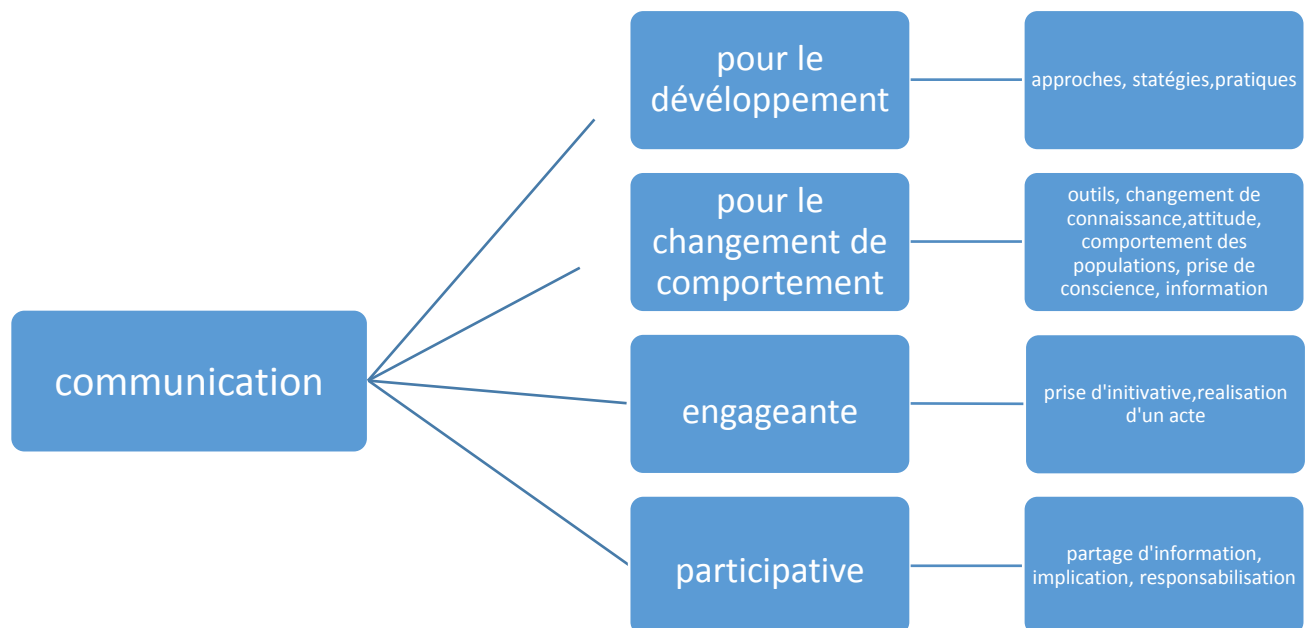 pour le
dévéloppement
approches, statégies,pratiques
pour le
changement de
comportement
outils, changement de
connaissance,attitude,
comportement des
populations, prise de
conscience, information
communication
engageante
prise d'initivative,realisation
d'un acte
participative
partage d'information,
implication, responsabilisation